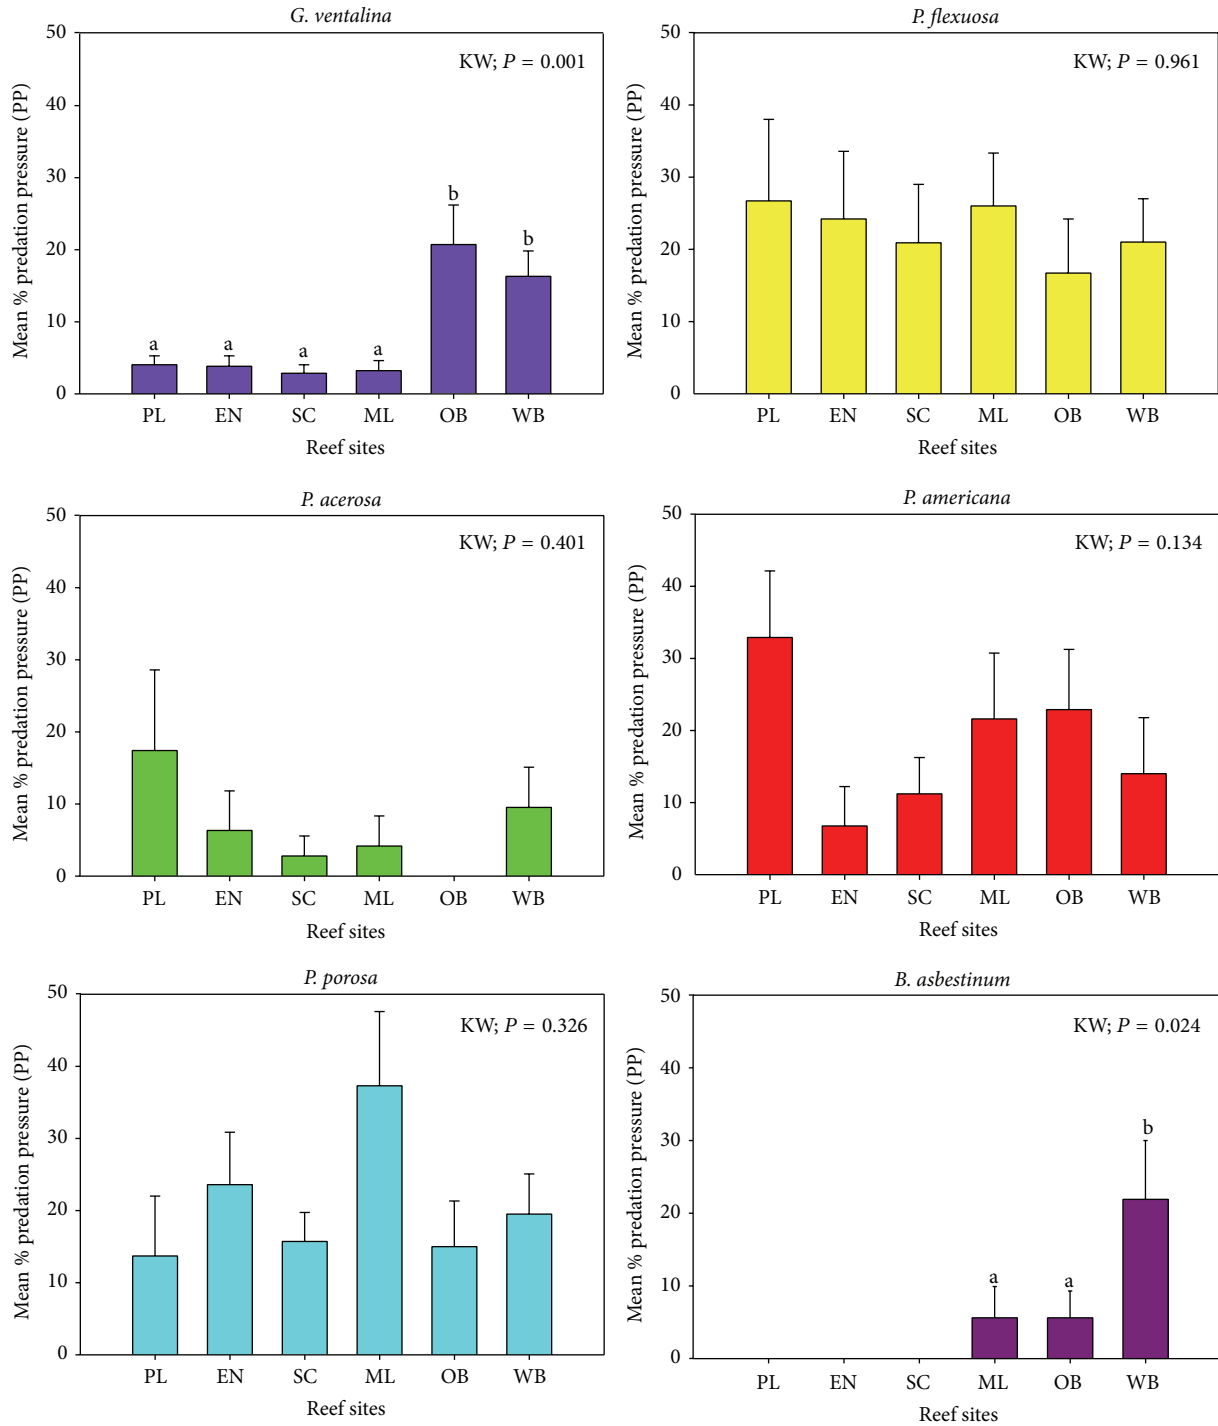 G. ventalina
KW; P = 0.001
Mean % predation pressure (PP)
50
40
30
20
10
0
a
a
a
a
b
b
PL EN SC ML OB WB
Reef sites
P. flexuosa
KW; P = 0.961
Mean % predation pressure (PP)
50
40
30
20
10
0
PL EN SC ML OB WB
Reef sites
P. acerosa
KW; P = 0.401
Mean % predation pressure (PP)
50
40
30
20
10
0
PL EN SC ML OB WB
Reef sites
P. americana
KW; P = 0.134
Mean % predation pressure (PP)
50
40
30
20
10
0
PL EN SC ML OB WB
Reef sites
P. porosa
KW; P = 0.326
Mean % predation pressure (PP)
50
40
30
20
10
0
PL EN SC ML OB WB
Reef sites
B. asbestinum
KW; P = 0.024
Mean % predation pressure (PP)
50
40
30
20
10
0
a
a
b
PL EN SC ML OB WB
Reef sites